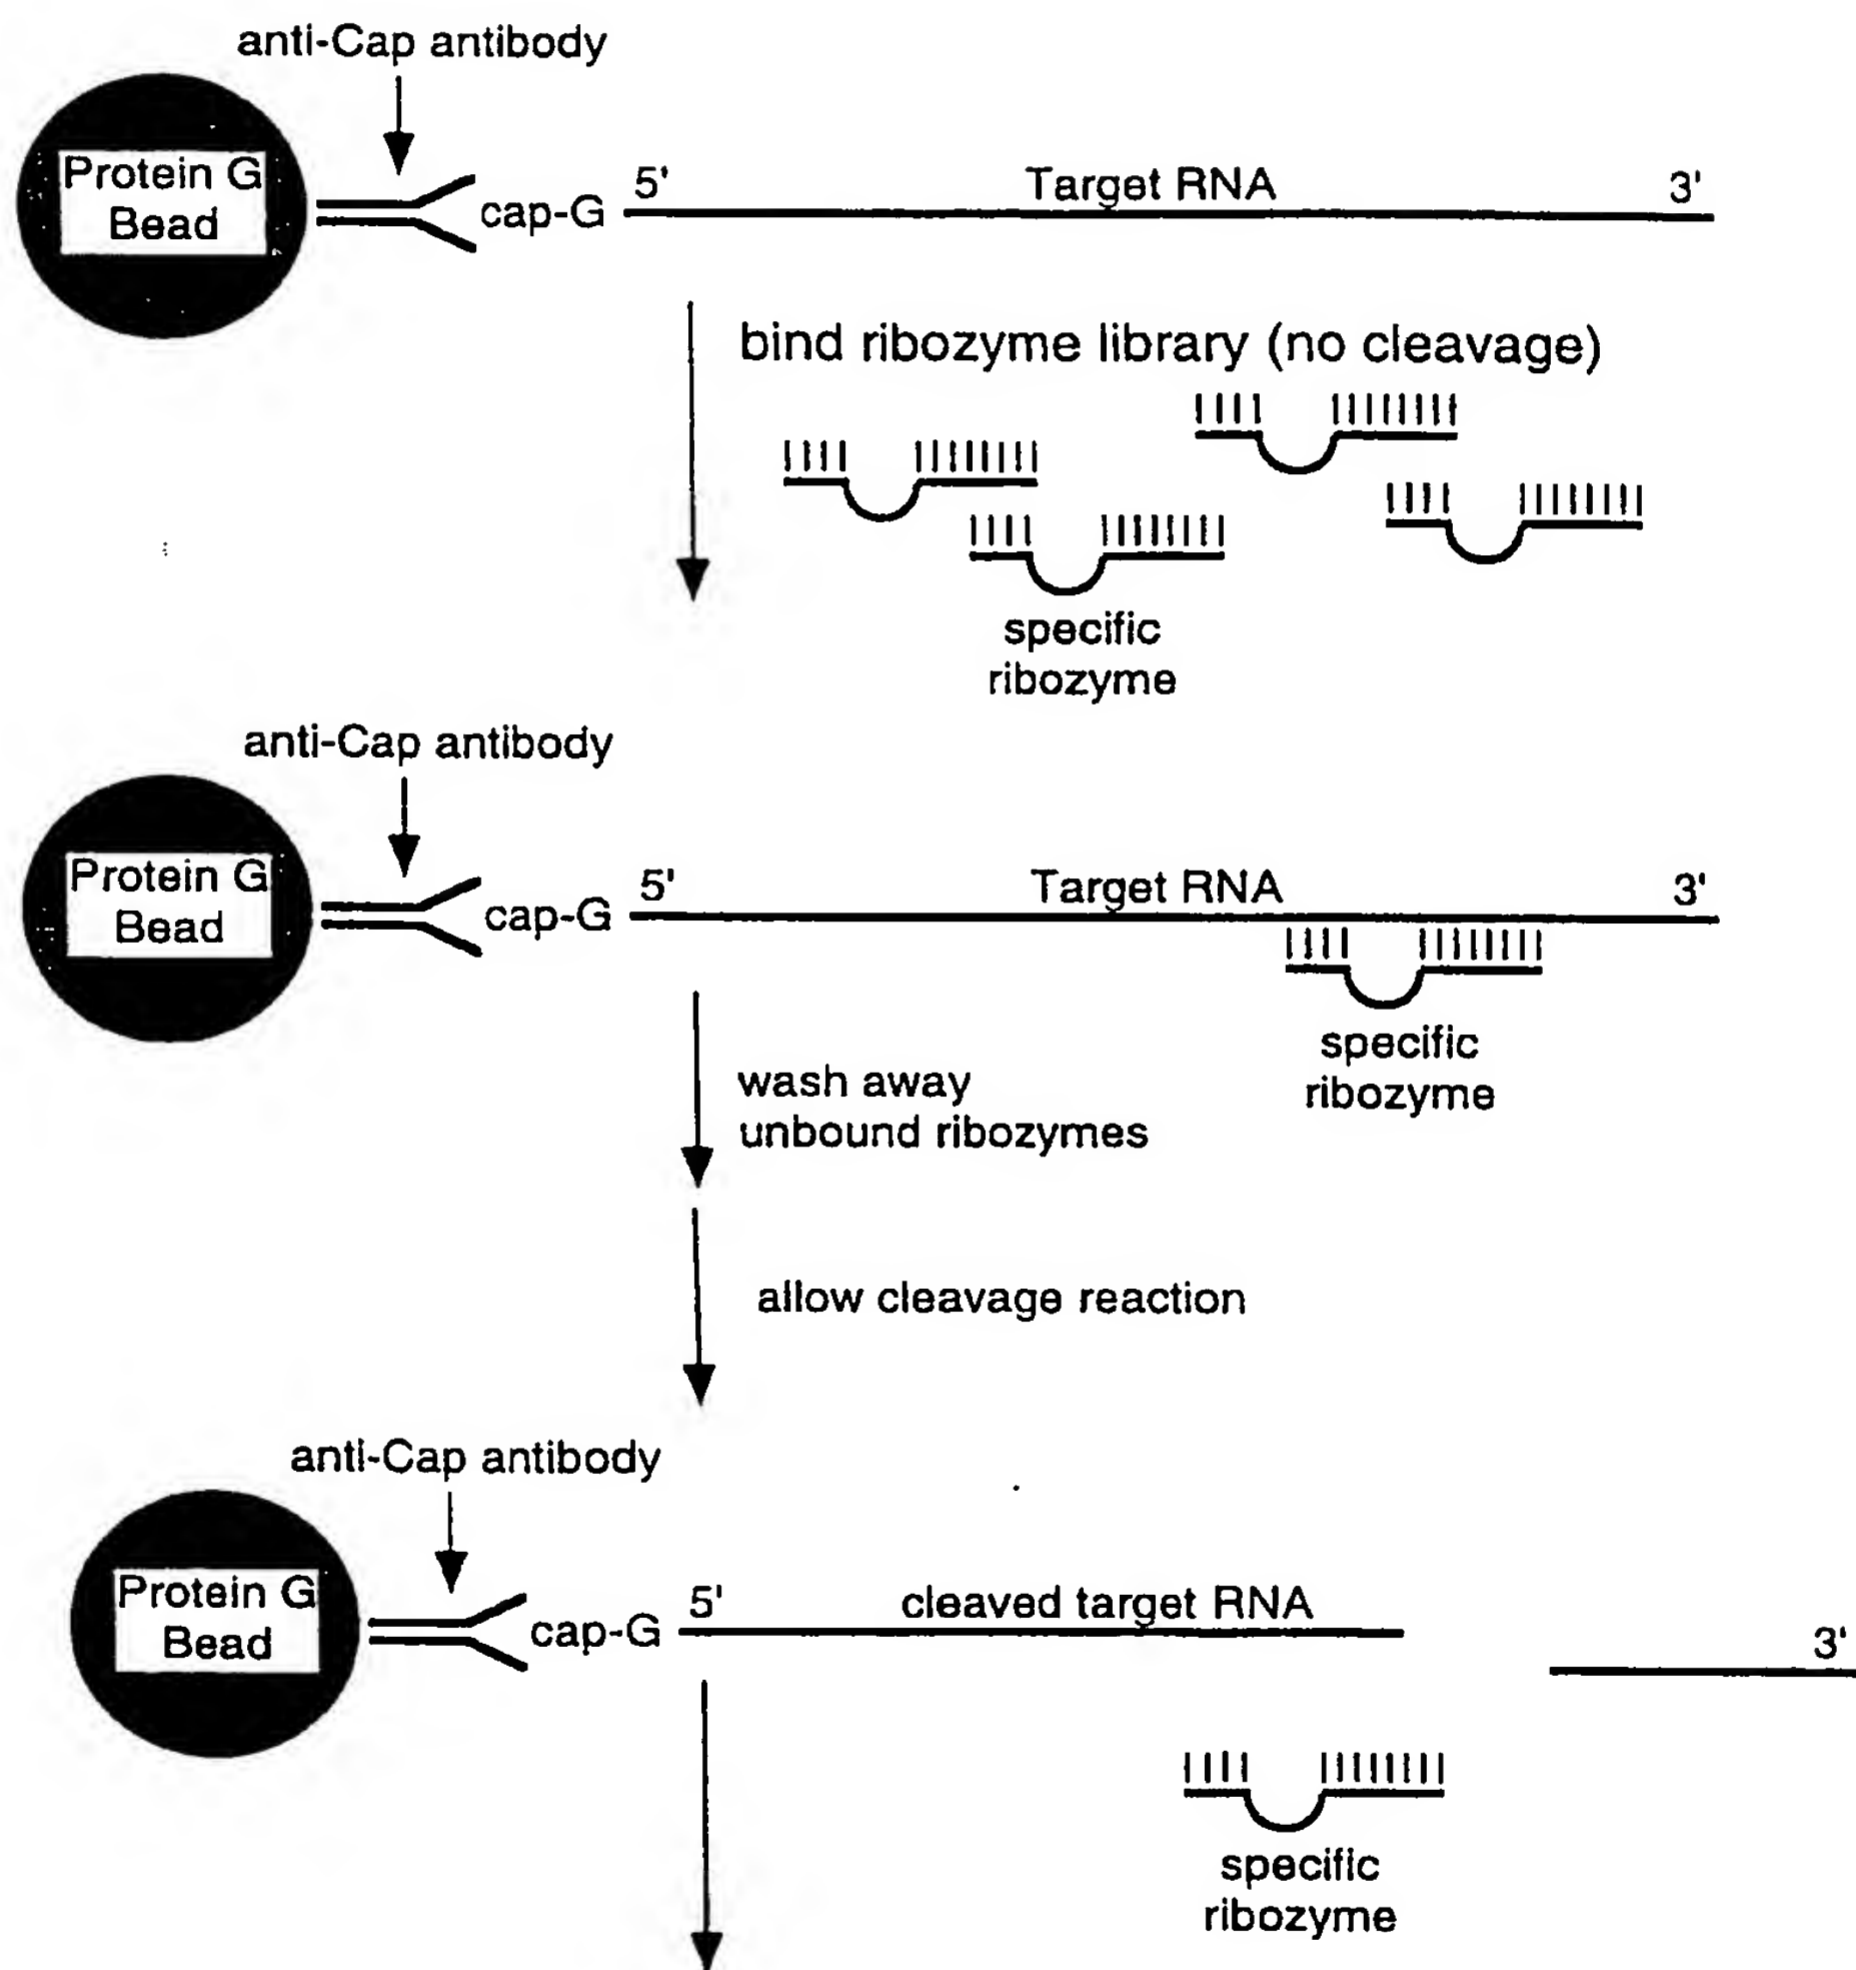 anti-Cap antibody
Protein G
Bead
cap-G
5'
Target RNA
3'
bind ribozyme library (no cleavage)
specific
ribozyme
anti-Cap antibody
Protein G
Bead
cap-G
5'
Target RNA
3'
specific
ribozyme
wash away
unbound ribozymes
allow cleavage reaction
anti-Cap antibody
Protein G
Bead
cap-G
5'
cleaved target RNA
3'
specific
ribozyme